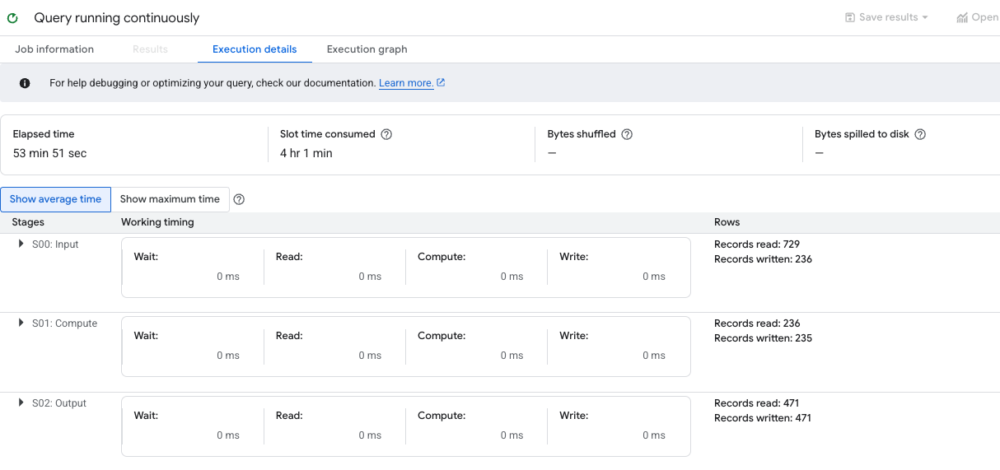 Query running continuously
Save results
Open
Job information
Results
Execution details
Execution graph
For help debugging or optimizing your query, check our documentation. Learn more.
Elapsed time
53 min 51 sec
Slot time consumed
4 hr 1 min
Bytes shuffled
—
Bytes spilled to disk
—
Show average time
Show maximum time
Stages
Working timing
Rows
S00: Input
Wait:
0 ms
Read:
0 ms
Compute:
0 ms
Write:
0 ms
Records read: 729
Records written: 236
S01: Compute
Wait:
0 ms
Read:
0 ms
Compute:
0 ms
Write:
0 ms
Records read: 236
Records written: 235
S02: Output
Wait:
0 ms
Read:
0 ms
Compute:
0 ms
Write:
0 ms
Records read: 471
Records written: 471